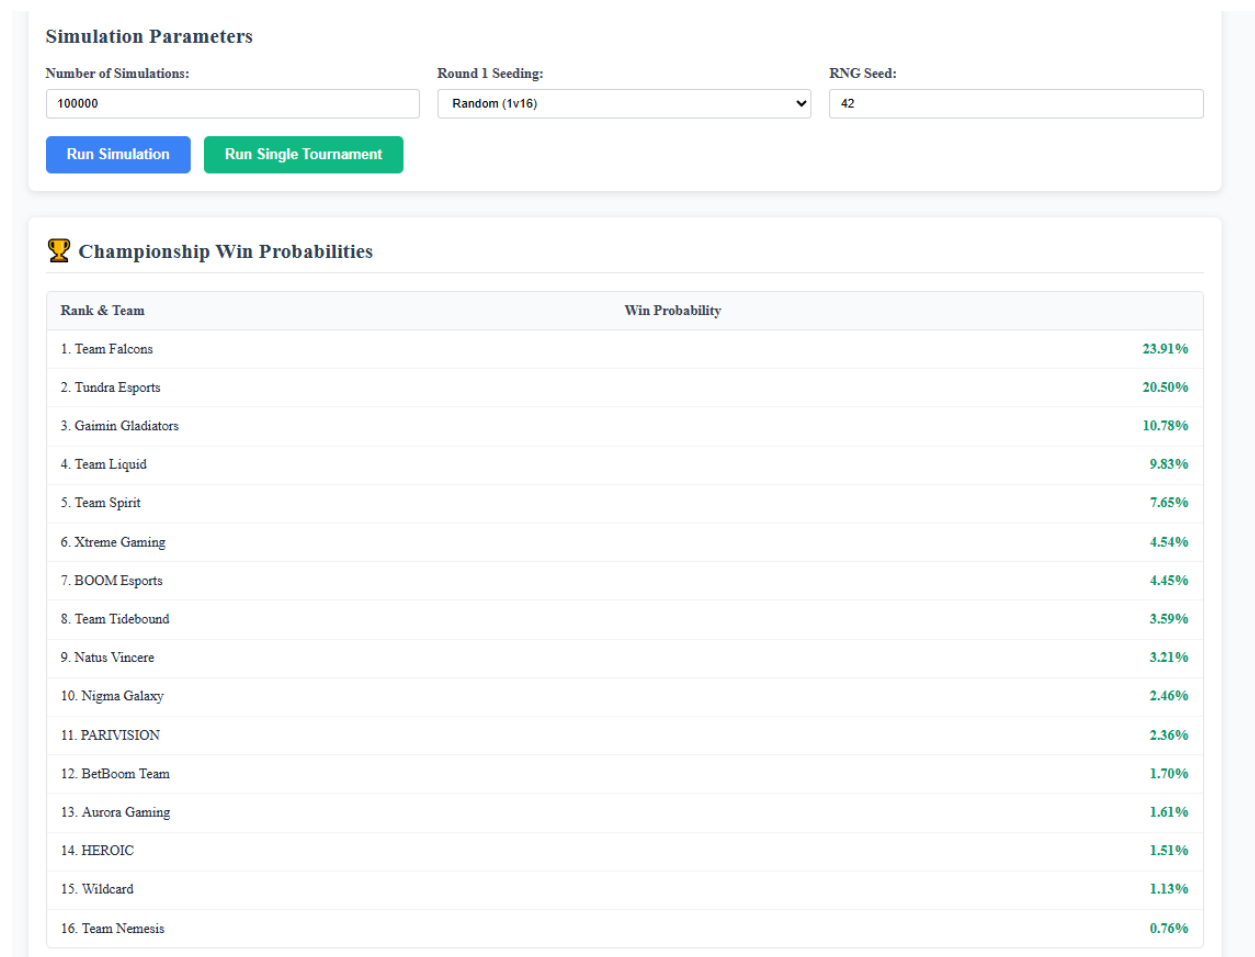 Simulation Parameters
Number of Simulations: Round 1 Seeding: RNG Seed:
100000 Random (1v16) 42
Run Simulation Run Single Tournament
Championship Win Probabilities
Rank & Team Win Probability
1. Team Falcons 23.91%
2. Tundra Esports 20.50%
3. Gaimin Gladiators 10.78%
4. Team Liquid 9.83%
5. Team Spirit 7.65%
6. Xtreme Gaming 4.54%
7. BOOM Esports 4.45%
8. Team Tidebound 3.59%
9. Natus Vincere 3.21%
10. Nigma Galaxy 2.46%
11. PARIVISION 2.36%
12. BetBoom Team 1.70%
13. Aurora Gaming 1.61%
14. HEROIC 1.51%
15. Wildcard 1.13%
16. Team Nemesis 0.76%